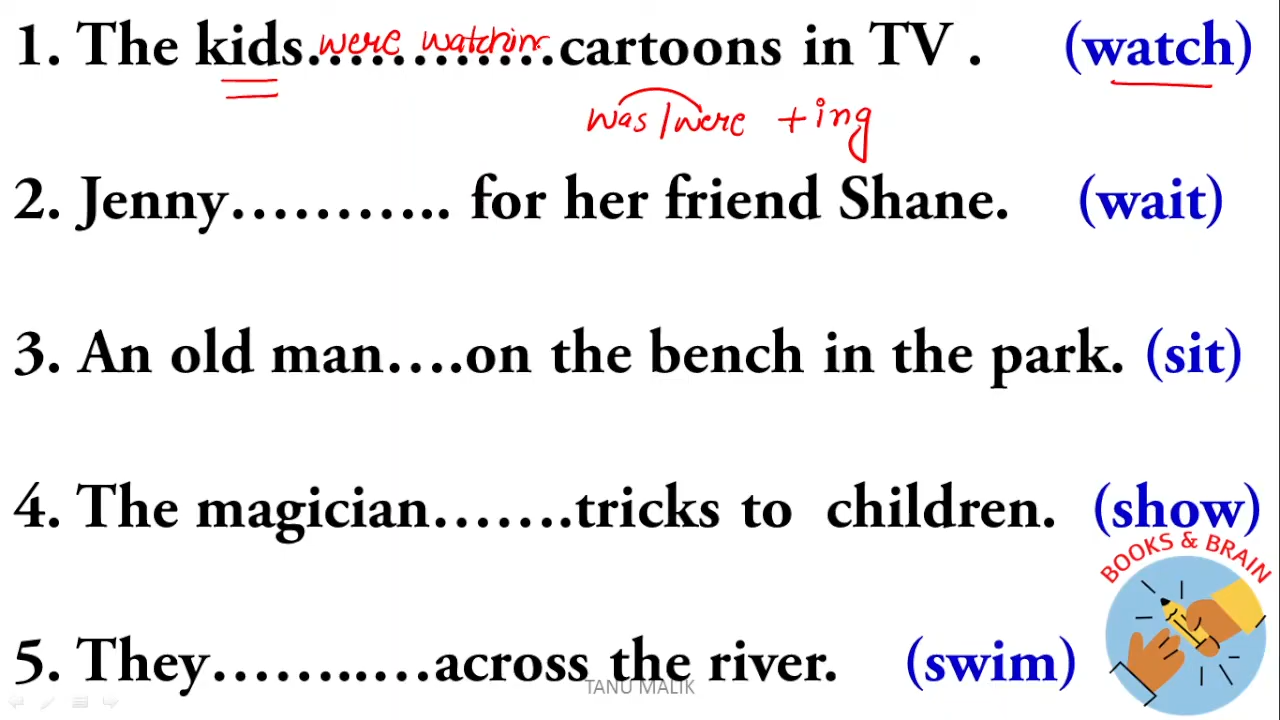 1. The kids were watching............cartoons in TV . (watch)
was/were +ing
2. Jenny……….. for her friend Shane. (wait)
3. An old man….on the bench in the park. (sit)
4. The magician…….tricks to children. (show)
BOOKS & BRAIN
5. They……..…across the river. (swim)
TANU MALIK